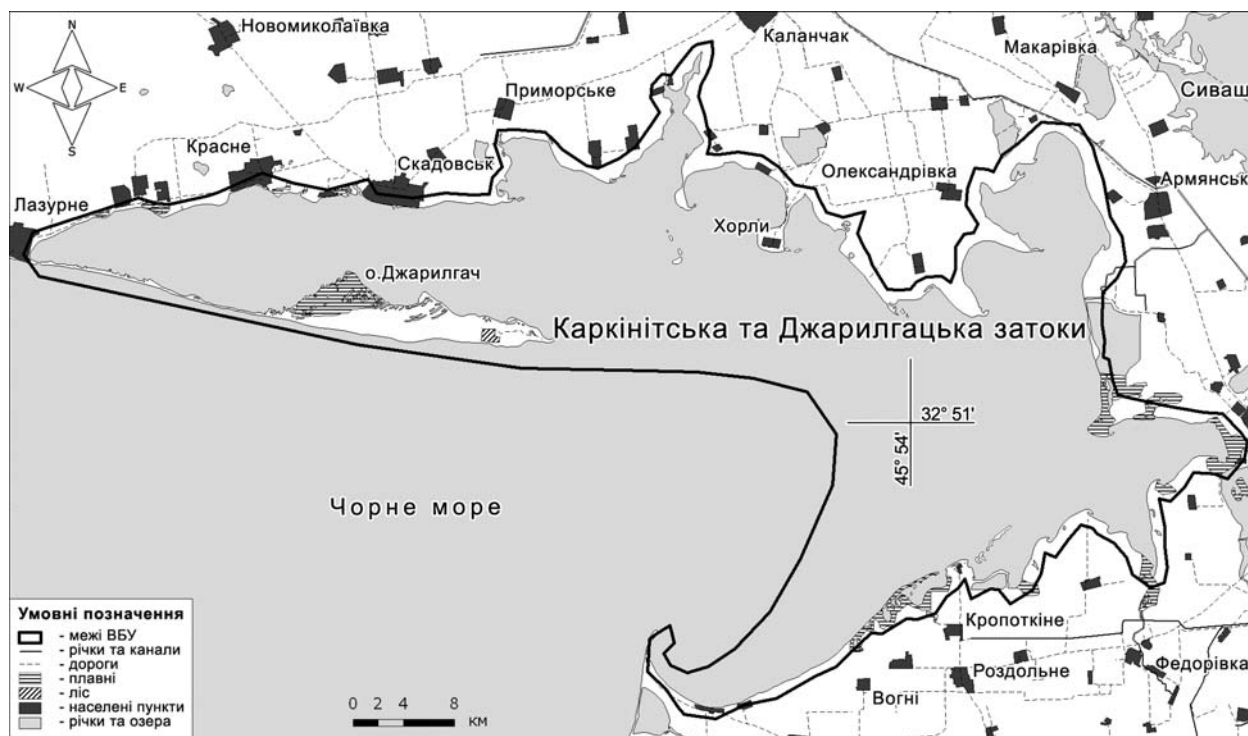 N
W
E
S
Новомиколаївка
Каланчак
Макарівка
Сиваш
Приморське
Красне
Скадовськ
Олександрівка
Армянськ
Лазурне
Хорли
о.Джарилгач
Каркінітська та Джарилгацька затоки
32° 51'
45° 54'
Чорне море
Кропоткіне
Роздольне
Федорівка
Вогні
Умовні позначення
- межі ВБУ
- річки та канали
- дороги
- плавні
- ліс
- населені пункти
- річки та озера
0 2 4 8
км